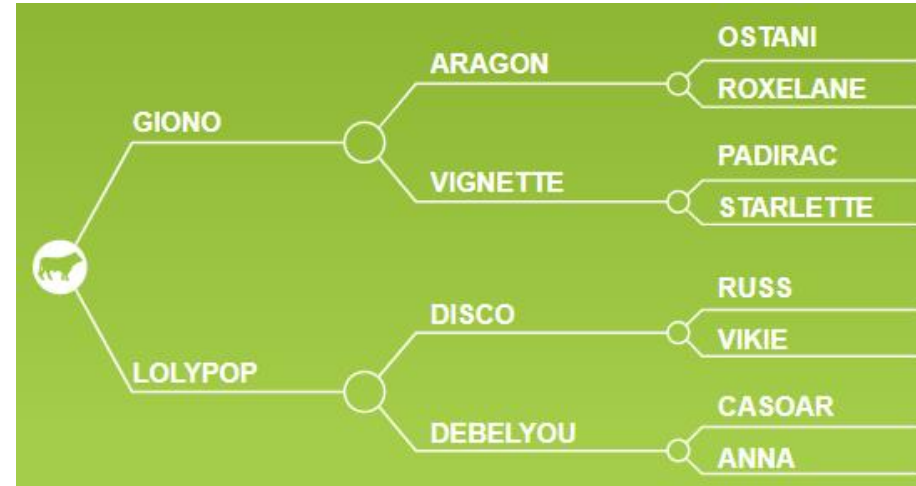 OSTANI
ARAGON
ROXELANE
GIONO
PADIRAC
VIGNETTE
STARLETTE
RUSS
DISCO
VIKIE
LOLYPOP
CASOAR
DEBELYOU
ANNA